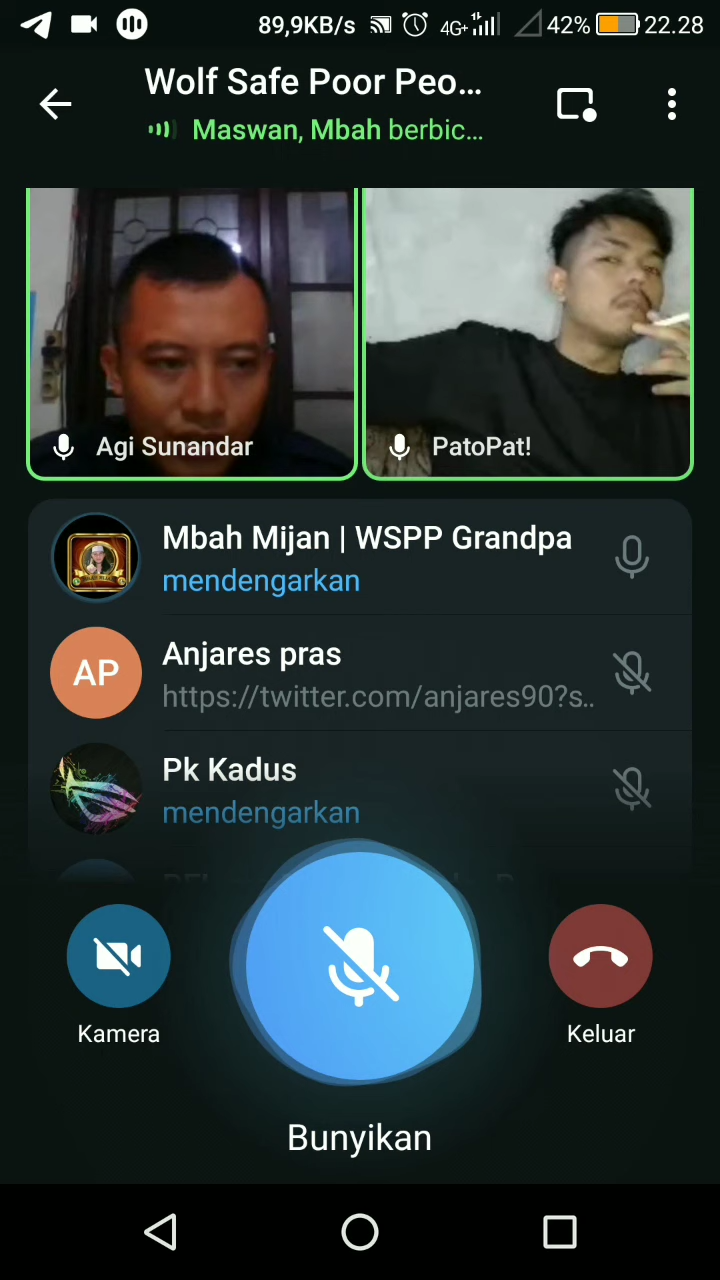 89,9KB/s 4G+ 42% 22.28
Wolf Safe Poor Peo...
Maswan, Mbah berbic...
Agi Sunandar
PatoPat!
Mbah Mijan | WSPP Grandpa
mendengarkan
AP
Anjares pras
https://twitter.com/anjares90?s..
Pk Kadus
mendengarkan
Kamera
Keluar
Bunyikan